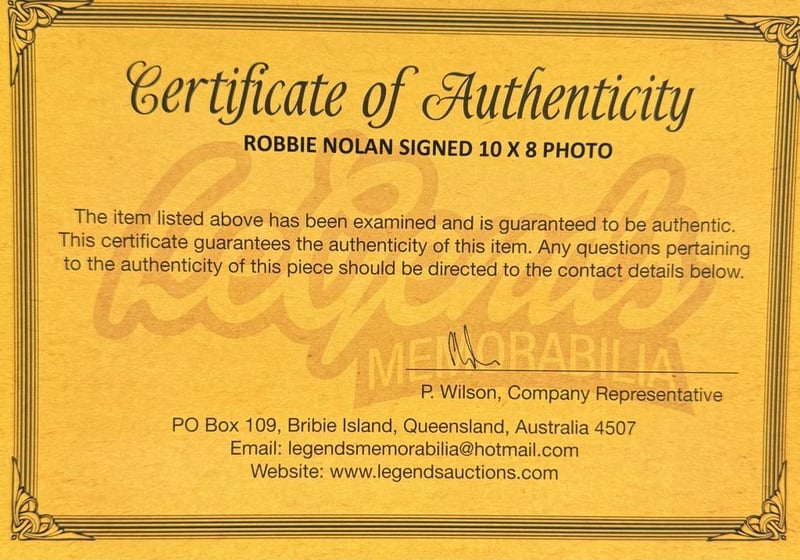 Certificate of Authenticity
ROBBIE NOLAN SIGNED 10 X 8 PHOTO
Legends
MEMORABILIA
The item listed above has been examined and is guaranteed to be authentic.
This certificate guarantees the authenticity of this item. Any questions pertaining
to the authenticity of this piece should be directed to the contact details below.
P. Wilson, Company Representative
PO Box 109, Bribie Island, Queensland, Australia 4507
Email: legendsmemorabilia@hotmail.com
Website: www.legendsauctions.com